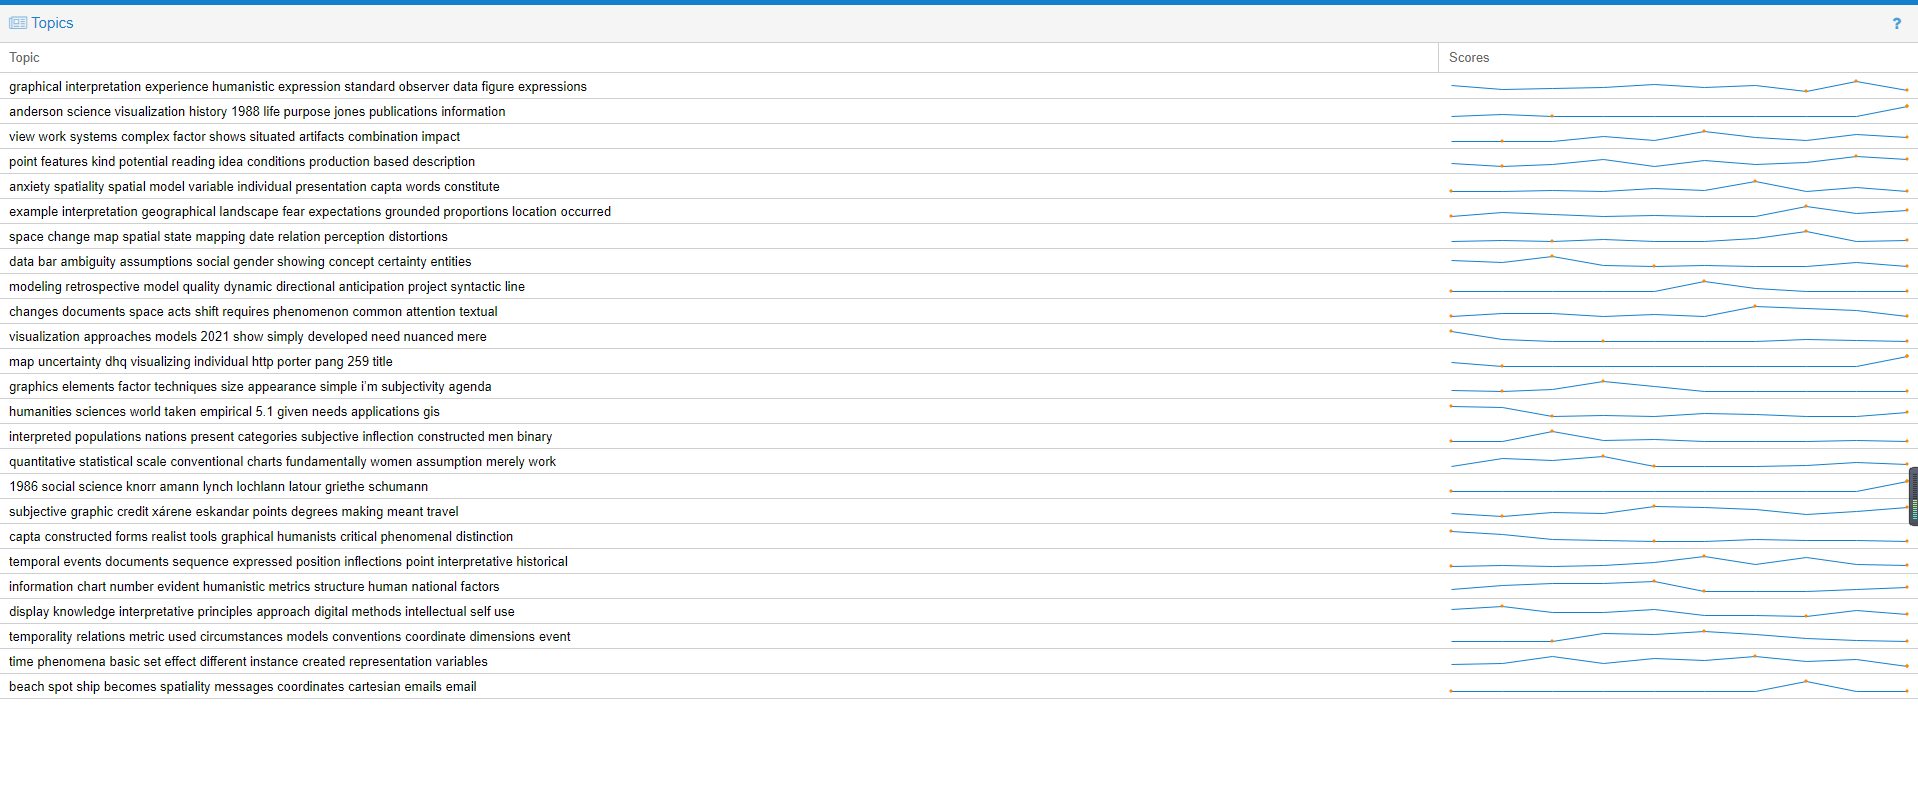 Topics
?
Topic Scores
graphical interpretation experience humanistic expression standard observer data figure expressions
anderson science visualization history 1988 life purpose jones publications information
view work systems complex factor shows situated artifacts combination impact
point features kind potential reading idea conditions production based description
anxiety spatiality spatial model variable individual presentation capta words constitute
example interpretation geographical landscape fear expectations grounded proportions location occurred
space change map spatial state mapping date relation perception distortions
data bar ambiguity assumptions social gender showing concept certainty entities
modeling retrospective model quality dynamic directional anticipation project syntactic line
changes documents space acts shift requires phenomenon common attention textual
visualization approaches models 2021 show simply developed need nuanced mere
map uncertainty dhq visualizing individual http porter pang 259 title
graphics elements factor techniques size appearance simple i'm subjectivity agenda
humanities sciences world taken empirical 5.1 given needs applications gis
interpreted populations nations present categories subjective inflection constructed men binary
quantitative statistical scale conventional charts fundamentally women assumption merely work
1986 social science knorr amann lynch lochlann latour griethe schumann
subjective graphic credit xárene eskandar points degrees making meant travel
capta constructed forms realist tools graphical humanists critical phenomenal distinction
temporal events documents sequence expressed position inflections point interpretative historical
information chart number evident humanistic metrics structure human national factors
display knowledge interpretative principles approach digital methods intellectual self use
temporality relations metric used circumstances models conventions coordinate dimensions event
time phenomena basic set effect different instance created representation variables
beach spot ship becomes spatiality messages coordinates cartesian emails email